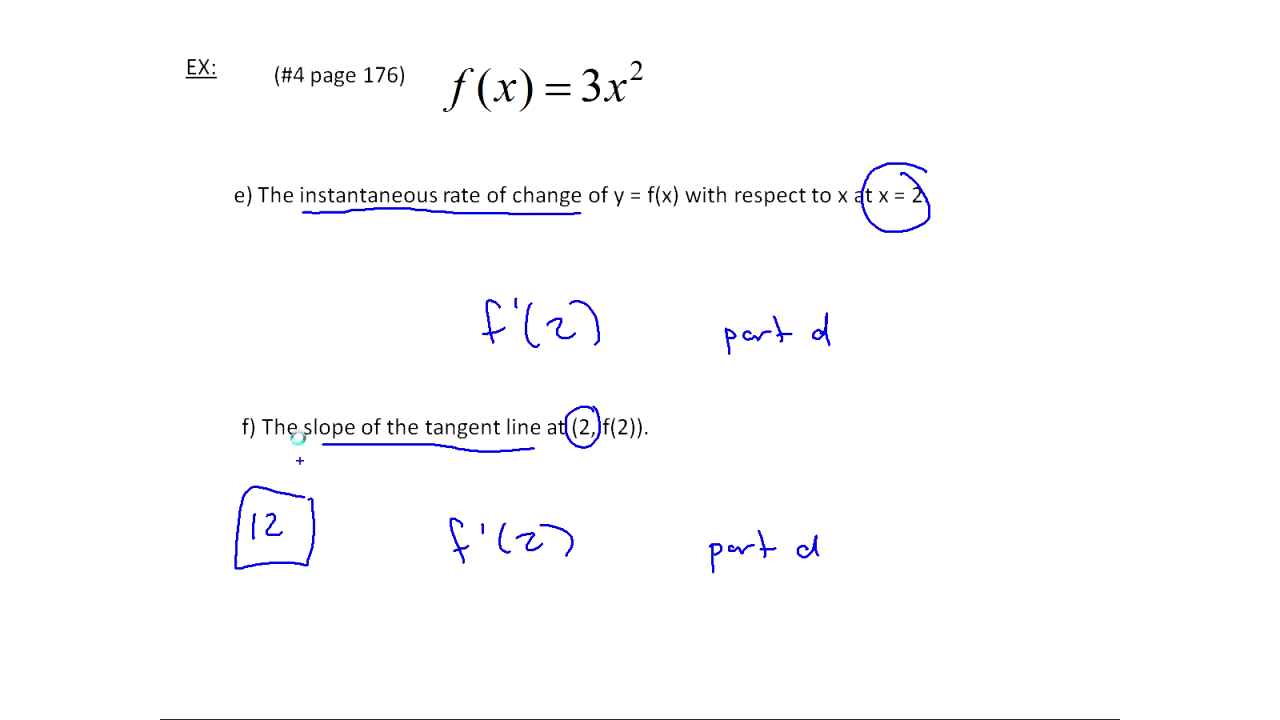 EX: (#4 page 176) f(x) = 3x²
e) The instantaneous rate of change of y = f(x) with respect to x at x = 2.
f'(2) part d
f) The slope of the tangent line at (2, f(2)).
12 f'(2) part d